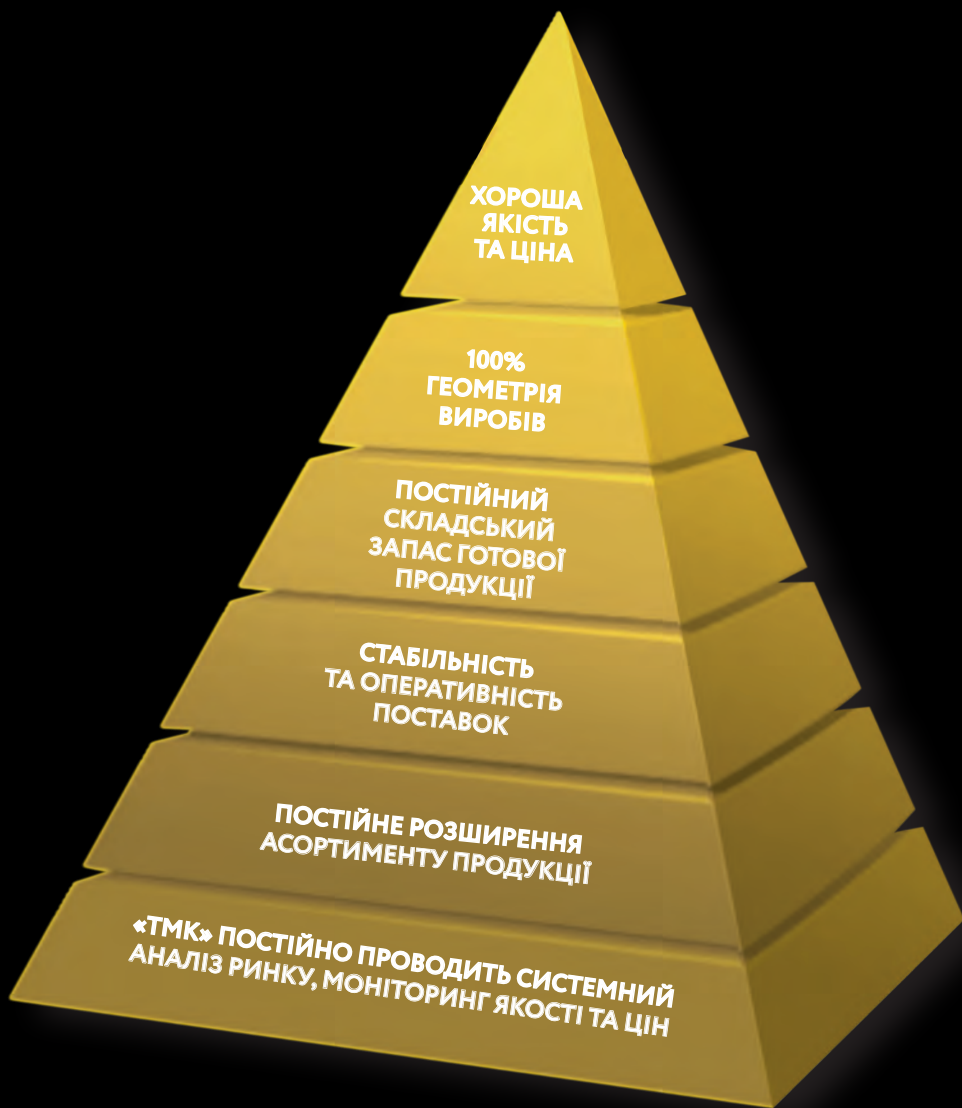 ХОРОША
ЯКІСТЬ
ТА ЦІНА
100%
ГЕОМЕТРІЯ
ВИРОБІВ
ПОСТІЙНИЙ
СКЛАДСЬКИЙ
ЗАПАС ГОТОВОЇ
ПРОДУКЦІЇ
СТАБІЛЬНІСТЬ
ТА ОПЕРАТИВНІСТЬ
ПОСТАВОК
ПОСТІЙНЕ РОЗШИРЕННЯ
АСОРТИМЕНТУ ПРОДУКЦІЇ
«ТМК» ПОСТІЙНО ПРОВОДИТЬ СИСТЕМНИЙ
АНАЛІЗ РИНКУ, МОНІТОРИНГ ЯКОСТІ ТА ЦІН